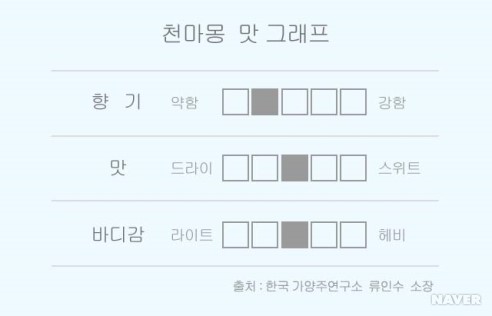 천마몽 맛 그래프
향 기 약함 강함
맛 드라이 스위트
바디감 라이트 헤비
출처 : 한국 가양주연구소 류인수 소장
NAVER